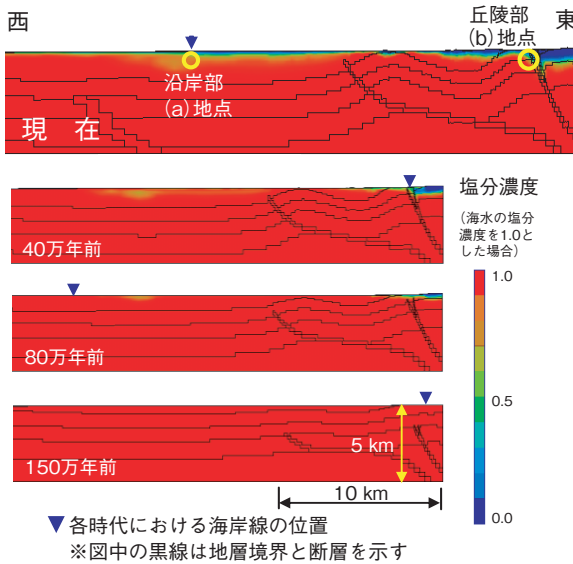 西
丘陵部
(b)地点
東
沿岸部
(a)地点
現 在
40万年前
80万年前
150万年前
5 km
10 km
塩分濃度
(海水の塩分
濃度を1.0と
した場合)
1.0
0.5
0.0
▼各時代における海岸線の位置
※図中の黒線は地層境界と断層を示す